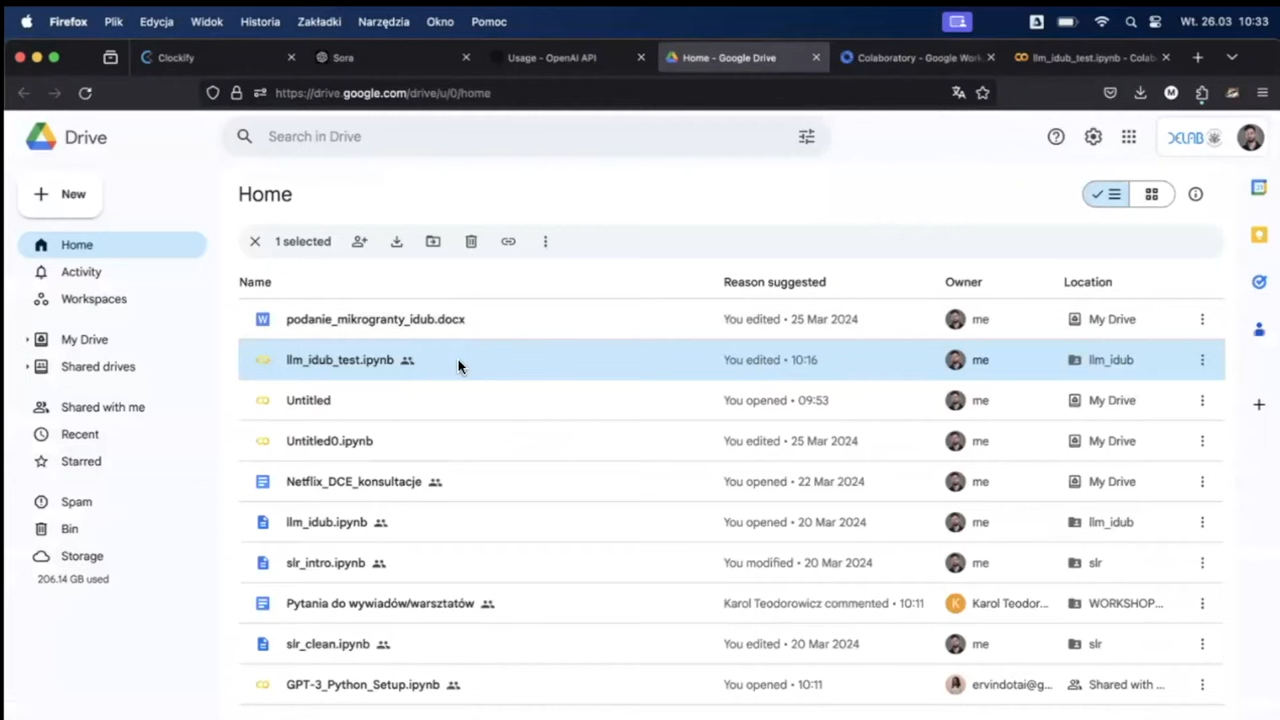 Firefox Plik Edycja Widok Historia Zakładki Narzędzia Okno Pomoc Wt. 26.03 10:33
Clockify Sora Usage - OpenAI API Home - Google Drive Colaboratory - Google Work llm_idub_test.ipynb - Colab
https://drive.google.com/drive/u/0/home
Drive Search in Drive DELAB
New Home
Home 1 selected
Activity
Workspaces
My Drive
Shared drives
Shared with me
Recent
Starred
Spam
Bin
Storage
206.14 GB used
Name Reason suggested Owner Location
podanie_mikrogranty_idub.docx You edited • 25 Mar 2024 me My Drive
llm_idub_test.ipynb You edited • 10:16 me llm_idub
Untitled You opened • 09:53 me My Drive
Untitled0.ipynb You edited • 25 Mar 2024 me My Drive
Netflix_DCE_konsultacje You opened • 22 Mar 2024 me My Drive
llm_idub.ipynb You opened • 20 Mar 2024 me llm_idub
slr_intro.ipynb You modified • 20 Mar 2024 me slr
Pytania do wywiadów/warsztatów Karol Teodorowicz commented • 10:11 K Karol Teodor... WORKSHOP...
slr_clean.ipynb You edited • 20 Mar 2024 me slr
GPT-3_Python_Setup.ipynb You opened • 10:11 ervindotai@g... Shared with ...